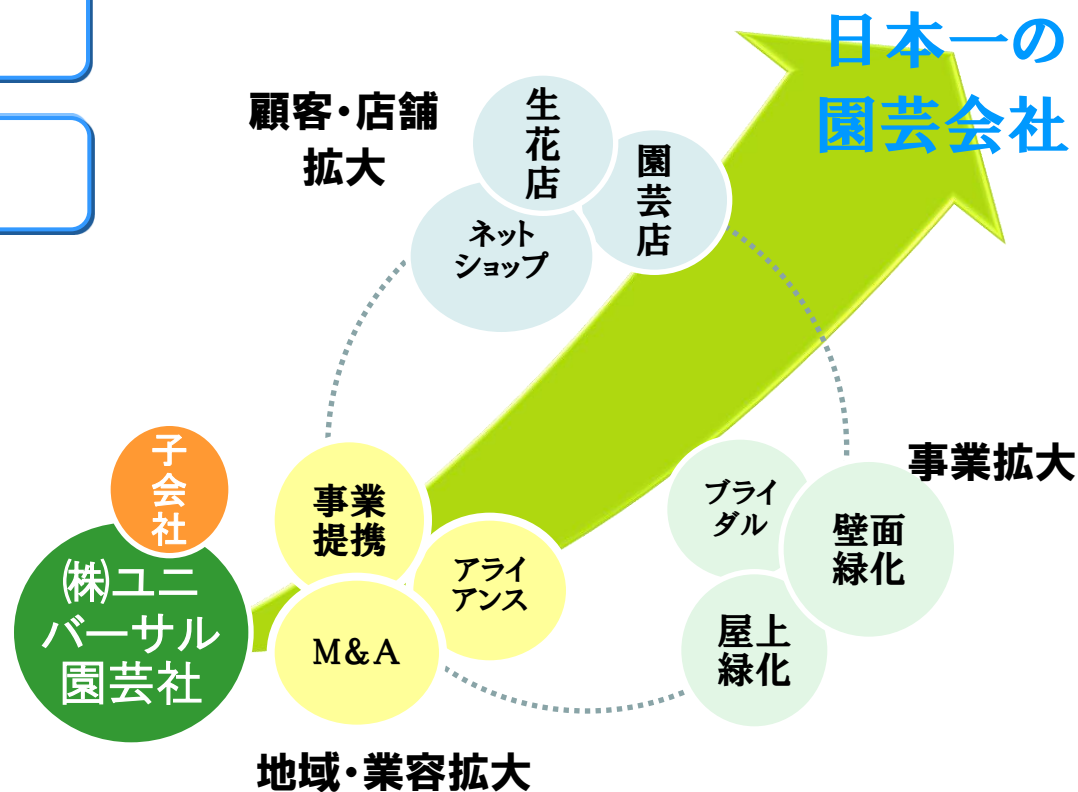 日本一の
園芸会社
顧客・店舗
拡大
生
花
店
園
芸
店
ネット
ショップ
事業拡大
ブライ
ダル
壁面
緑化
屋上
緑化
子
会
社
㈱ユニ
バーサル
園芸社
事業
提携
アライ
アンス
M&A
地域・業容拡大